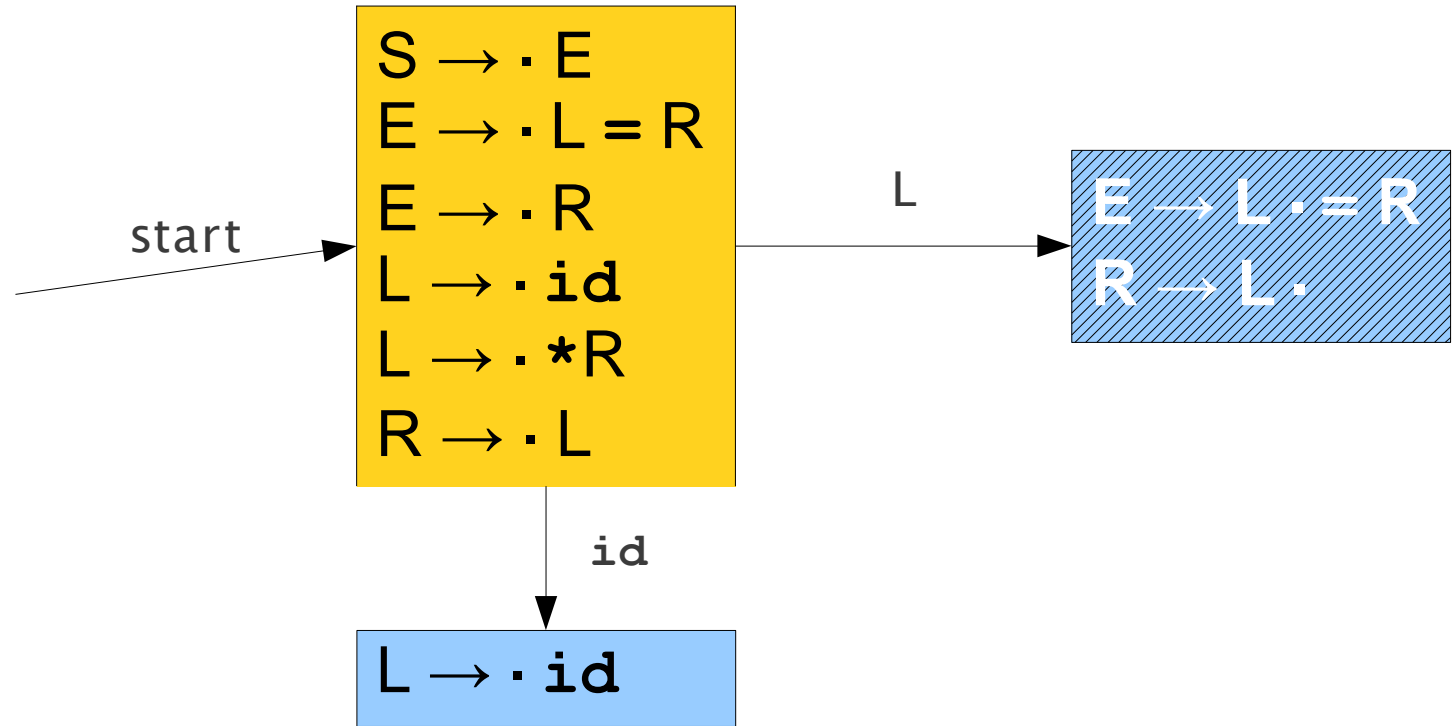 start
S → · E
E → · L = R
E → · R
L → · id
L → · *R
R → · L
L
E → L · = R
R → L ·
id
L → · id